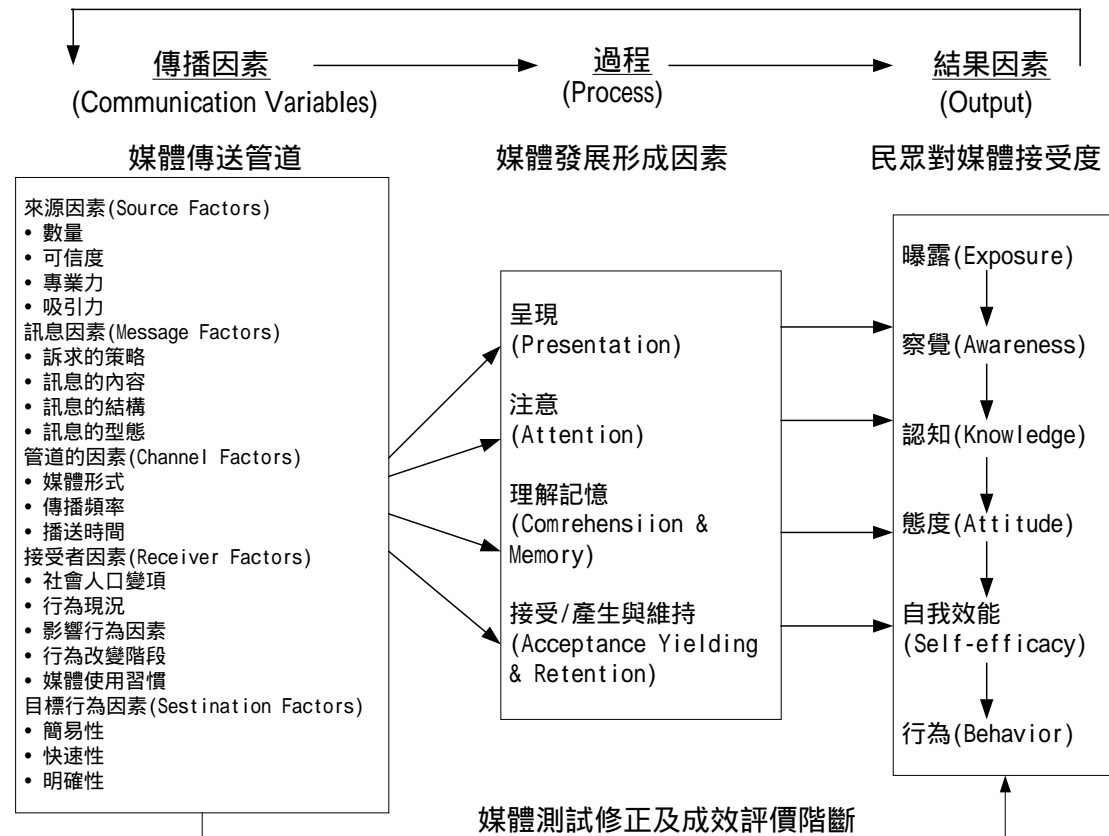 傳播因素
(Communication Variables)
過程
(Process)
結果因素
(Output)
媒體傳送管道
媒體發展形成因素
民眾對媒體接受度
來源因素(Source Factors)
• 數量
• 可信度
• 專業力
• 吸引力
訊息因素(Message Factors)
• 訴求的策略
• 訊息的內容
• 訊息的結構
• 訊息的型態
管道的因素(Channel Factors)
• 媒體形式
• 傳播頻率
• 播送時間
接受者因素(Receiver Factors)
• 社會人口變項
• 行為現況
• 影響行為因素
• 行為改變階段
• 媒體使用習慣
目標行為因素(Sestination Factors)
• 簡易性
• 快速性
• 明確性
呈現
(Presentation)
注意
(Attention)
理解記憶
(Comrehensiion &
Memory)
接受/產生與維持
(Acceptance Yielding
& Retention)
曝露(Exposure)
察覺(Awareness)
認知(Knowledge)
態度(Attitude)
自我效能
(Self-efficacy)
行為(Behavior)
媒體測試修正及成效評價階斷